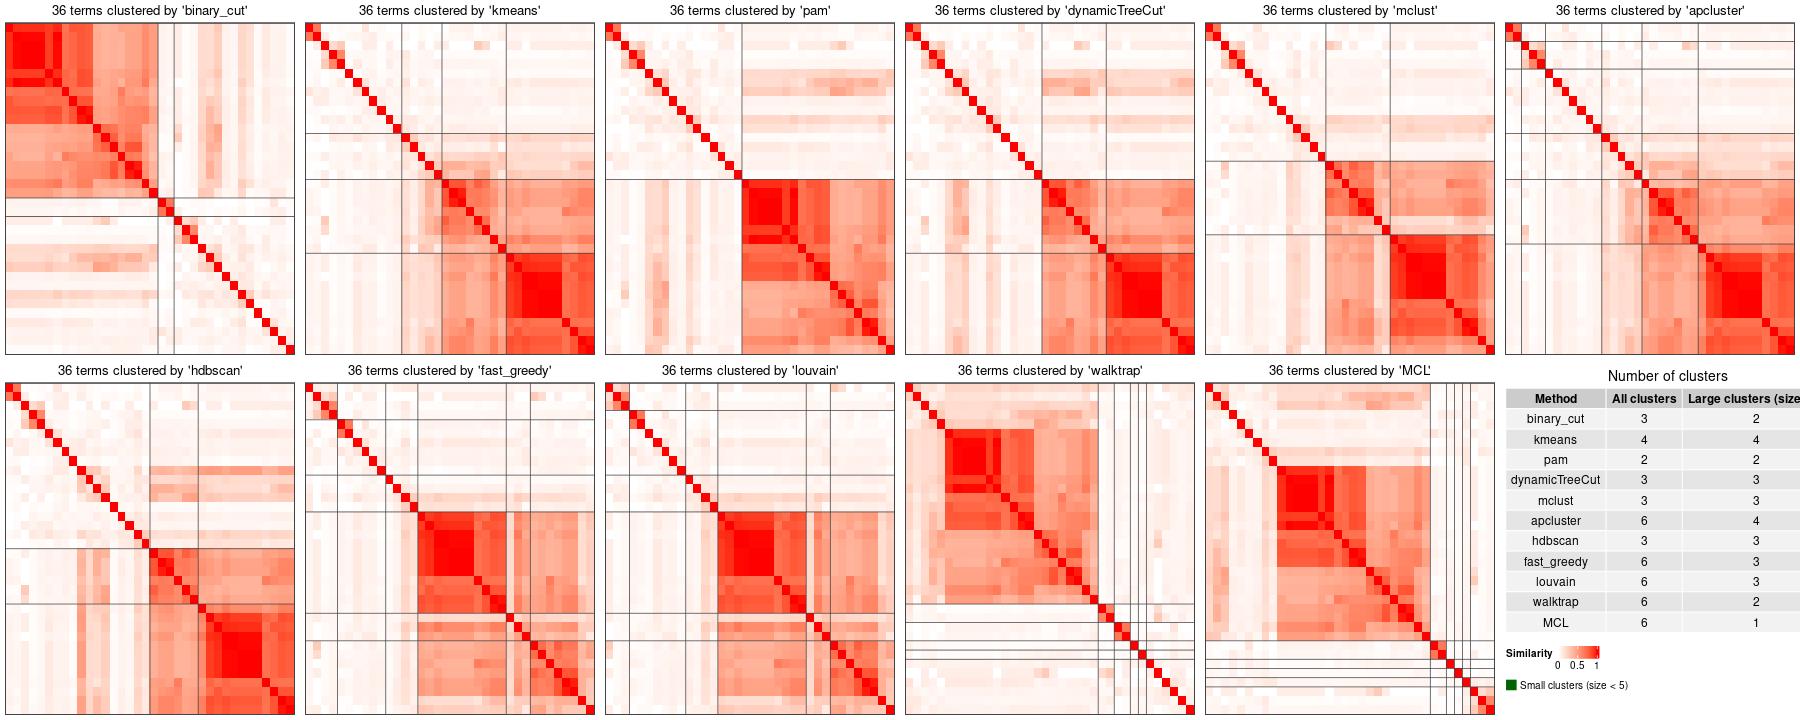 36 terms clustered by 'binary_cut'
36 terms clustered by 'kmeans'
36 terms clustered by 'pam'
36 terms clustered by 'dynamicTreeCut'
36 terms clustered by 'mclust'
36 terms clustered by 'apcluster'
36 terms clustered by 'hdbscan'
36 terms clustered by 'fast_greedy'
36 terms clustered by 'louvain'
36 terms clustered by 'walktrap'
36 terms clustered by 'MCL'
Number of clusters
Method All clusters Large clusters (size
binary_cut 3 2
kmeans 4 4
pam 2 2
dynamicTreeCut 3 3
mclust 3 3
apcluster 6 4
hdbscan 3 3
fast_greedy 6 3
louvain 6 3
walktrap 6 2
MCL 6 1
Similarity
0 0.5 1
Small clusters (size < 5)